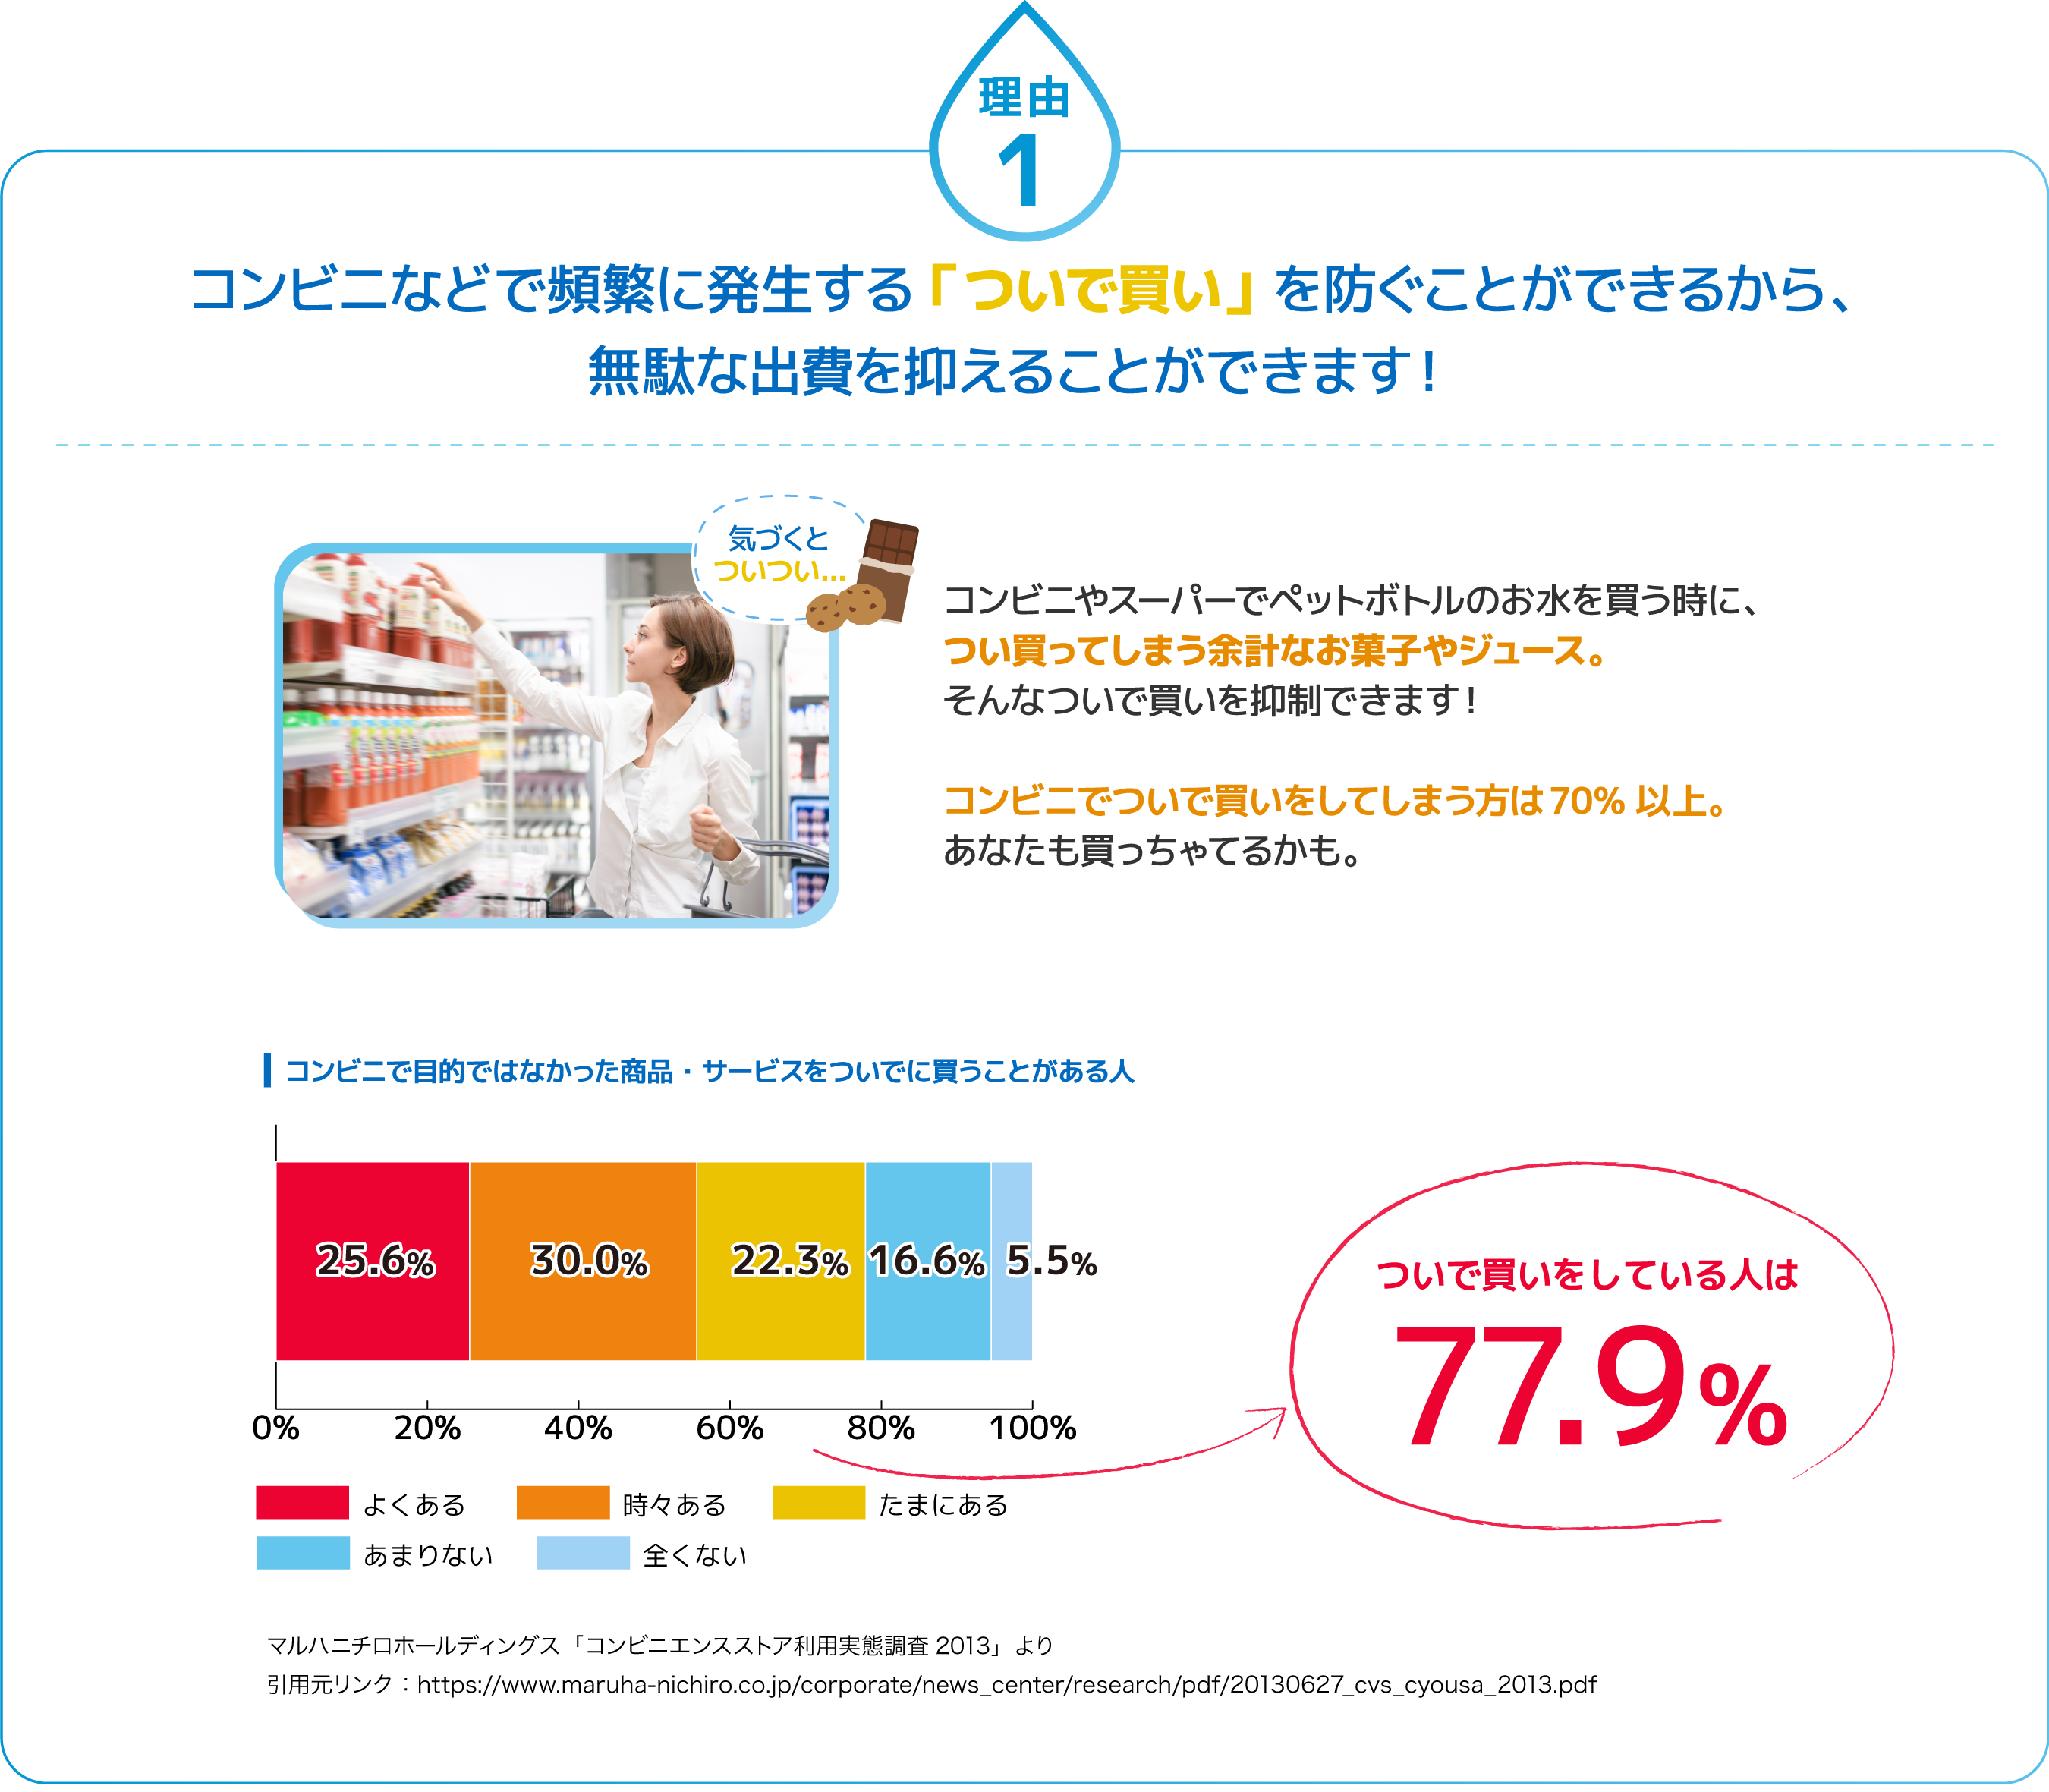 理由
1
コンビニなどで頻繁に発生する「ついで買い」を防ぐことができるから、
無駄な出費を抑えることができます！
気づくと
ついつい…
コンビニやスーパーでペットボトルのお水を買う時に、
つい買ってしまう余計なお菓子やジュース。
そんなついで買いを抑制できます！
コンビニでついで買いをしてしまう方は70% 以上。
あなたも買っちゃてるかも。
コンビニで目的ではなかった商品・サービスをついでに買うことがある人
25.6% 30.0% 22.3% 16.6% 5.5%
0% 20% 40% 60% 80% 100%
よくある 時々ある たまにある
あまりない 全くない
ついで買いをしている人は
77.9%
マルハニチロホールディングス「コンビニエンスストア利用実態調査 2013」より
引用元リンク：https://www.maruha-nichiro.co.jp/corporate/news_center/research/pdf/20130627_cvs_cyousa_2013.pdf